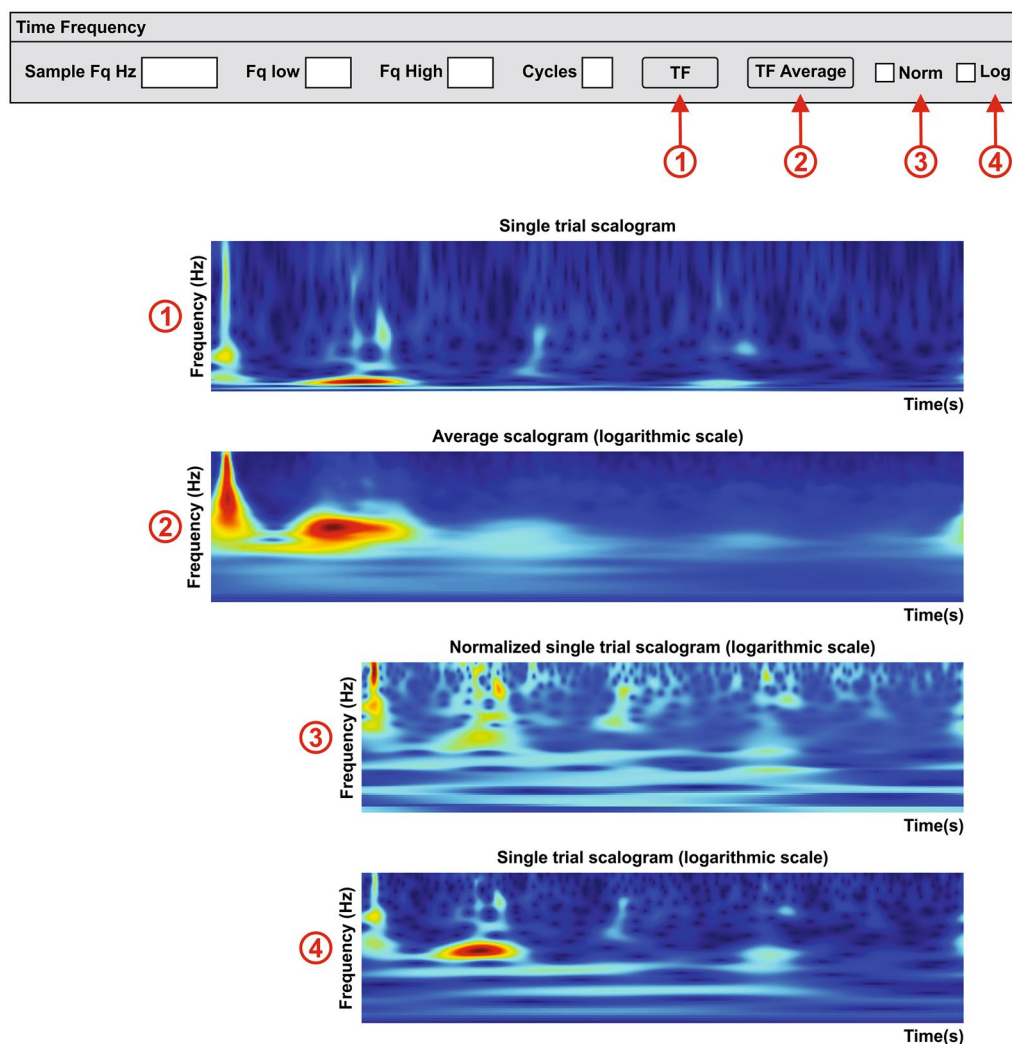 Time Frequency
Sample Fq Hz Fq low Fq High Cycles TF TF Average Norm Log
1 2 3 4
Single trial scalogram
1
Frequency (Hz)
Time(s)
Average scalogram (logarithmic scale)
2
Frequency (Hz)
Time(s)
Normalized single trial scalogram (logarithmic scale)
3
Frequency (Hz)
Time(s)
Single trial scalogram (logarithmic scale)
4
Frequency (Hz)
Time(s)